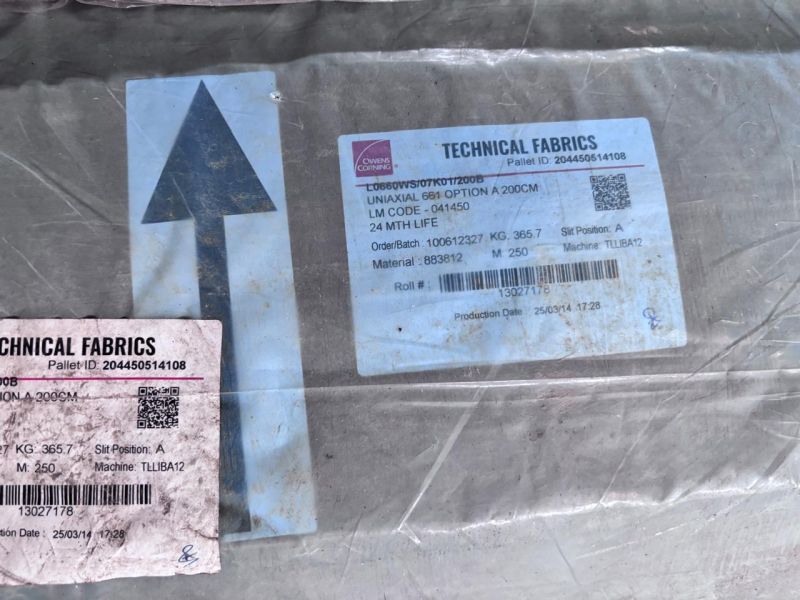 OWENS
CORNING
TECHNICAL FABRICS
Pallet ID: 204450514108
L0660WS/07K01/200B
UNIAXIAL 661 OPTION A 200CM
LM CODE - 041450
24 MTH LIFE
Order/Batch : 100612327 KG: 365.7 Slit Position: A
Material : 883812 M: 250 Machine: TLLIBA12
Roll # :
13027178
Production Date 25/03/14 17:28
CHNICAL FABRICS
Pallet ID: 204450514108
00B
ION A 200CM
27 KG: 365.7 Slit Position: A
M: 250 Machine: TLLIBA12
13027178
ction Date : 25/03/14 17:28